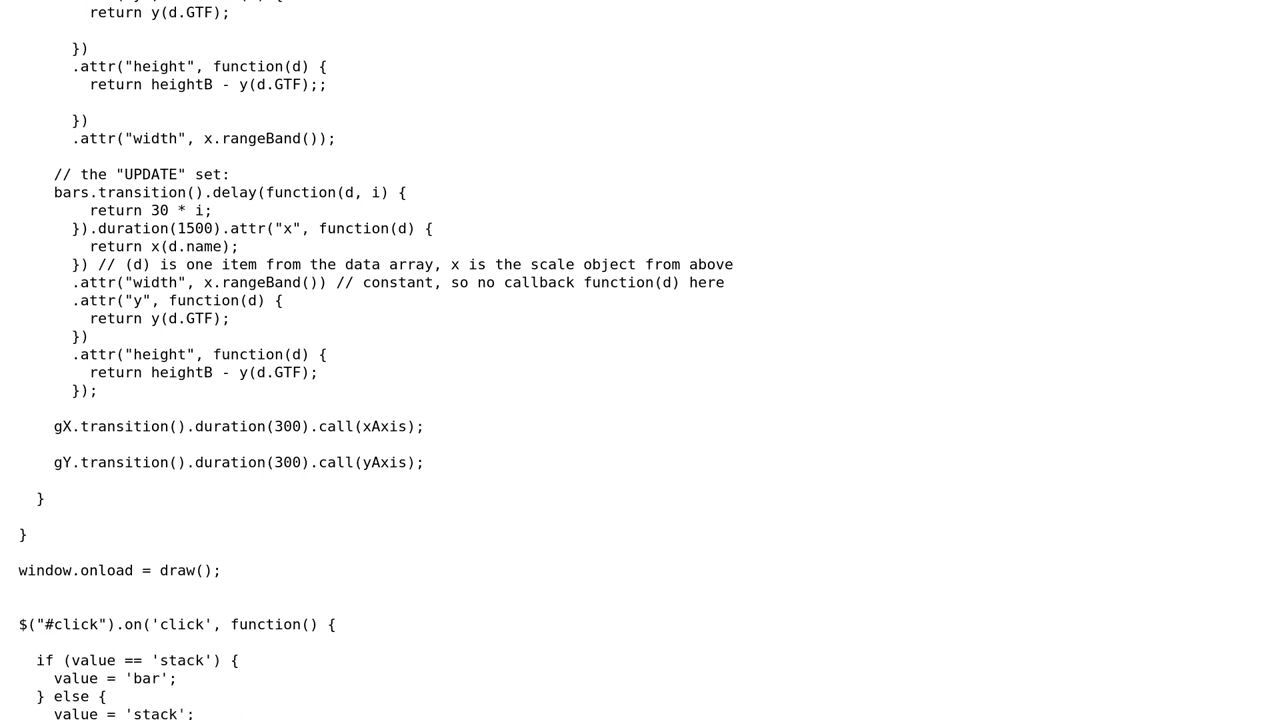 return y(d.GTF);
})
.attr("height", function(d) {
return heightB - y(d.GTF);;
})
.attr("width", x.rangeBand());
// the "UPDATE" set:
bars.transition().delay(function(d, i) {
return 30 * i;
}).duration(1500).attr("x", function(d) {
return x(d.name);
}) // (d) is one item from the data array, x is the scale object from above
.attr("width", x.rangeBand()) // constant, so no callback function(d) here
.attr("y", function(d) {
return y(d.GTF);
})
.attr("height", function(d) {
return heightB - y(d.GTF);
});
gX.transition().duration(300).call(xAxis);
gY.transition().duration(300).call(yAxis);
}
}
window.onload = draw();
$("#click").on('click', function() {
if (value == 'stack') {
value = 'bar';
} else {
value = 'stack';